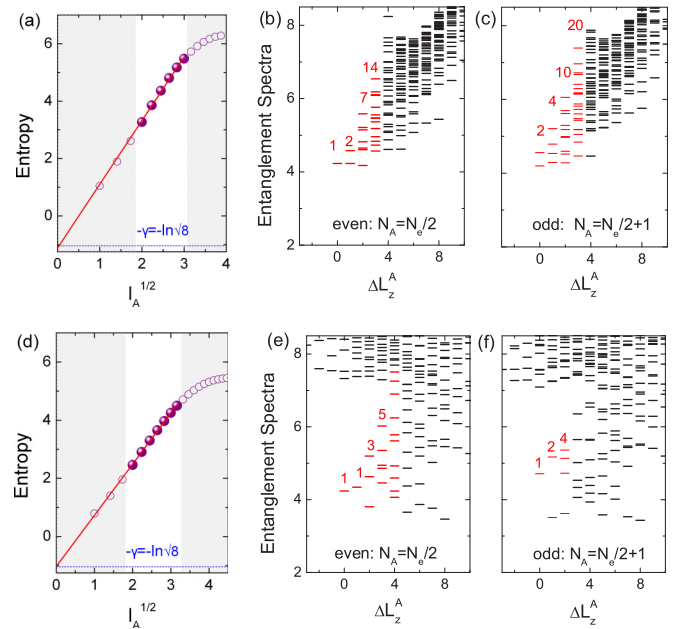 (a)
Entropy
6
4
2
0
-γ=-ln√8
0 1 2 3 4
l_A^1/2
(b)
Entanglement Spectra
8
6
4
2
1
2
7
14
even: N_A=N_e/2
0 4 8
ΔL_z^A
(c)
2
4
10
20
odd: N_A=N_e/2+1
0 4 8
ΔL_z^A
(d)
Entropy
6
4
2
0
-γ=-ln√8
0 1 2 3 4
l_A^1/2
(e)
Entanglement Spectra
8
6
4
2
1
1
3
5
even: N_A=N_e/2
0 4 8
ΔL_z^A
(f)
1
2
4
odd: N_A=N_e/2+1
0 4 8
ΔL_z^A